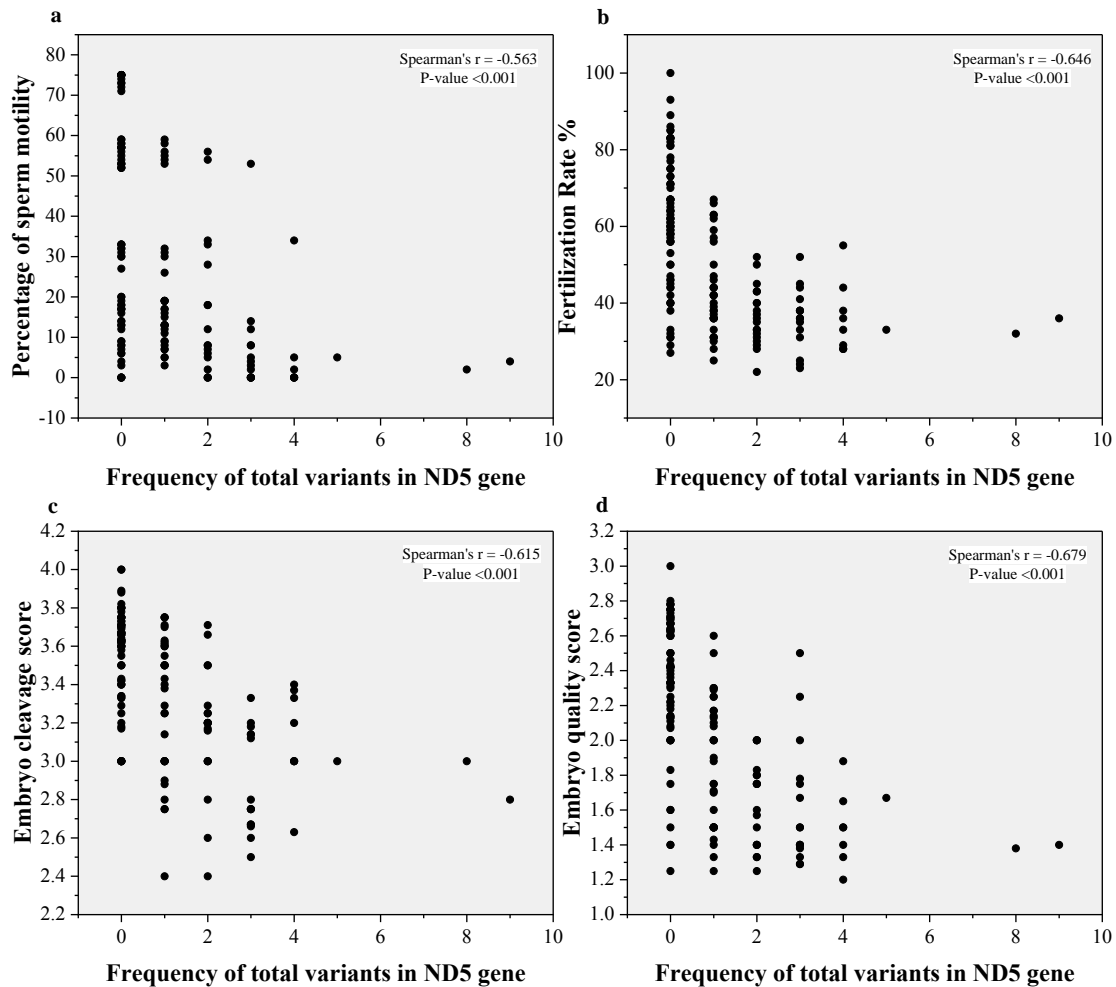 a
Spearman's r = -0.563
P-value <0.001
Percentage of sperm motility
80
70
60
50
40
30
20
10
0
-10
0 2 4 6 8 10
Frequency of total variants in ND5 gene
b
Spearman's r = -0.646
P-value <0.001
Fertilization Rate %
100
80
60
40
20
0 2 4 6 8 10
Frequency of total variants in ND5 gene
c
Spearman's r = -0.615
P-value <0.001
Embryo cleavage score
4.2
4.0
3.8
3.6
3.4
3.2
3.0
2.8
2.6
2.4
2.2
0 2 4 6 8 10
Frequency of total variants in ND5 gene
d
Spearman's r = -0.679
P-value <0.001
Embryo quality score
3.2
3.0
2.8
2.6
2.4
2.2
2.0
1.8
1.6
1.4
1.2
1.0
0 2 4 6 8 10
Frequency of total variants in ND5 gene